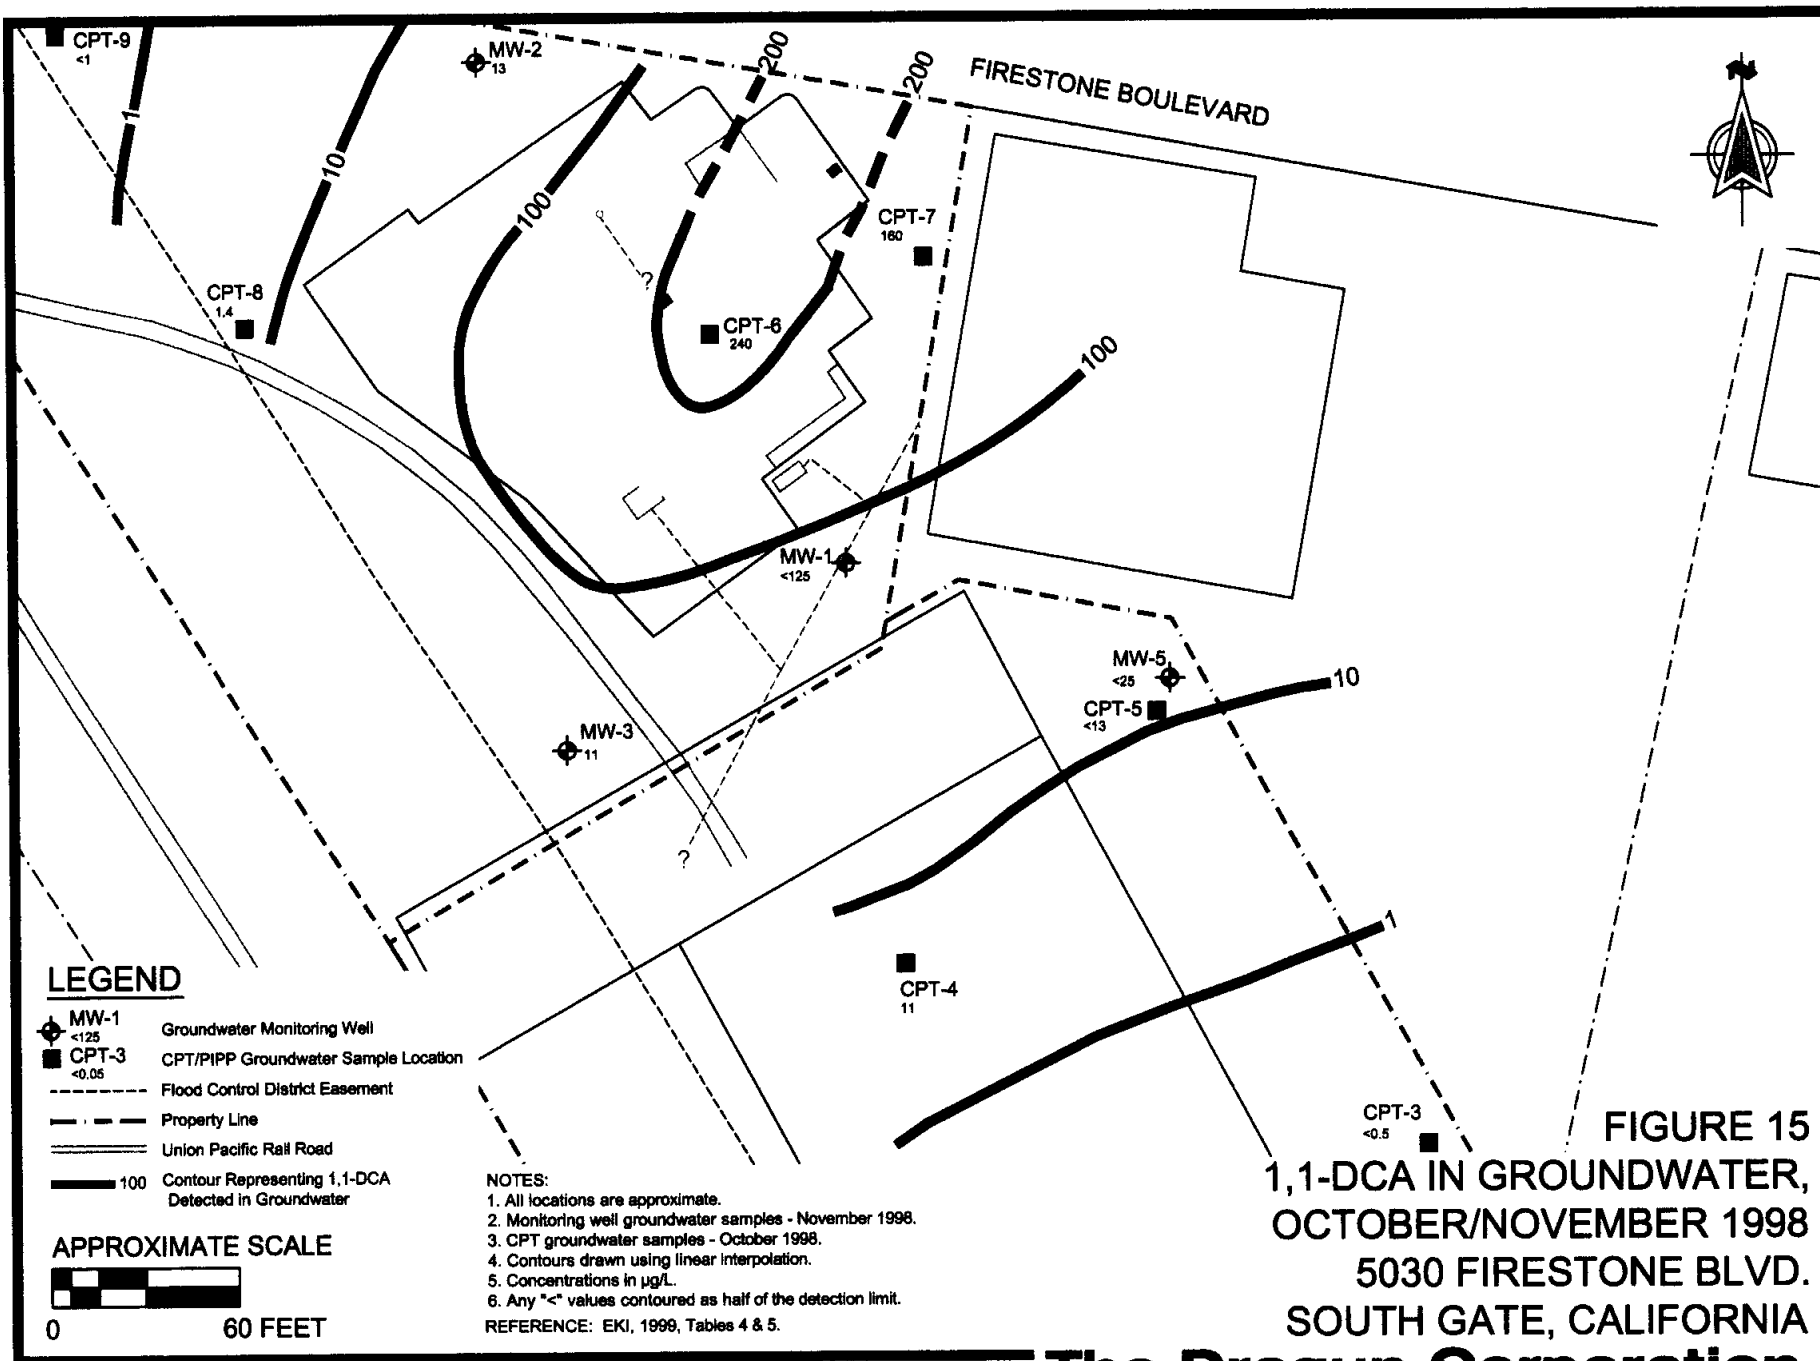 CPT-9
<1
MW-2
13
200
200
FIRESTONE BOULEVARD
1
10
100
CPT-7
160
?
CPT-8
1.4
CPT-6
240
100
MW-1
<125
MW-5
<25
10
CPT-5
<13
MW-3
11
?
1
CPT-4
11
CPT-3
<0.5
LEGEND
MW-1
<125
Groundwater Monitoring Well
CPT-3
<0.05
CPT/PIPP Groundwater Sample Location
Flood Control District Easement
Property Line
Union Pacific Rail Road
100
Contour Representing 1,1-DCA
Detected in Groundwater
APPROXIMATE SCALE
0 60 FEET
NOTES:
1. All locations are approximate.
2. Monitoring well groundwater samples - November 1998.
3. CPT groundwater samples - October 1998.
4. Contours drawn using linear interpolation.
5. Concentrations in µg/L.
6. Any "<" values contoured as half of the detection limit.
REFERENCE: EKI, 1999, Tables 4 & 5.
FIGURE 15
1,1-DCA IN GROUNDWATER,
OCTOBER/NOVEMBER 1998
5030 FIRESTONE BLVD.
SOUTH GATE, CALIFORNIA
The Dragun Corporation